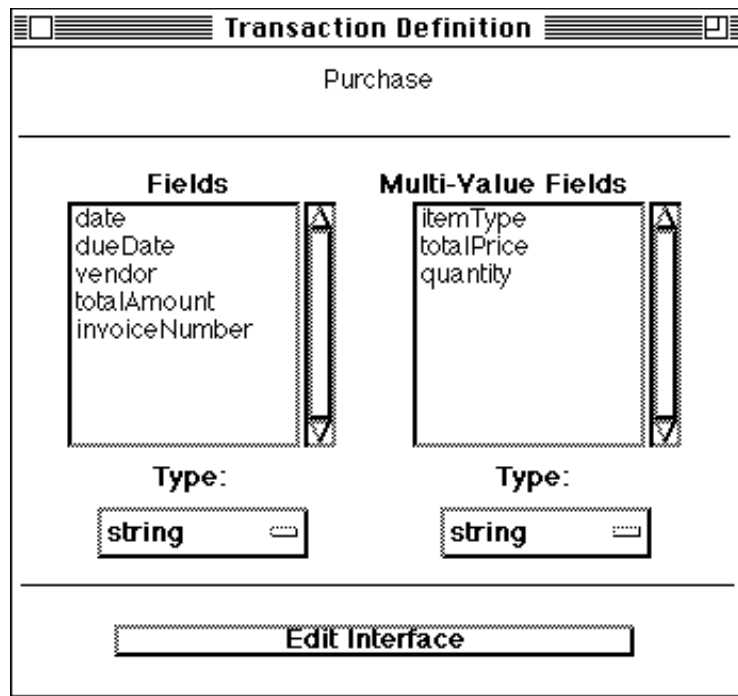 Transaction Definition
Purchase
Fields
date
dueDate
vendor
totalAmount
invoiceNumber
Type:
string
Multi-Value Fields
itemType
totalPrice
quantity
Type:
string
Edit Interface